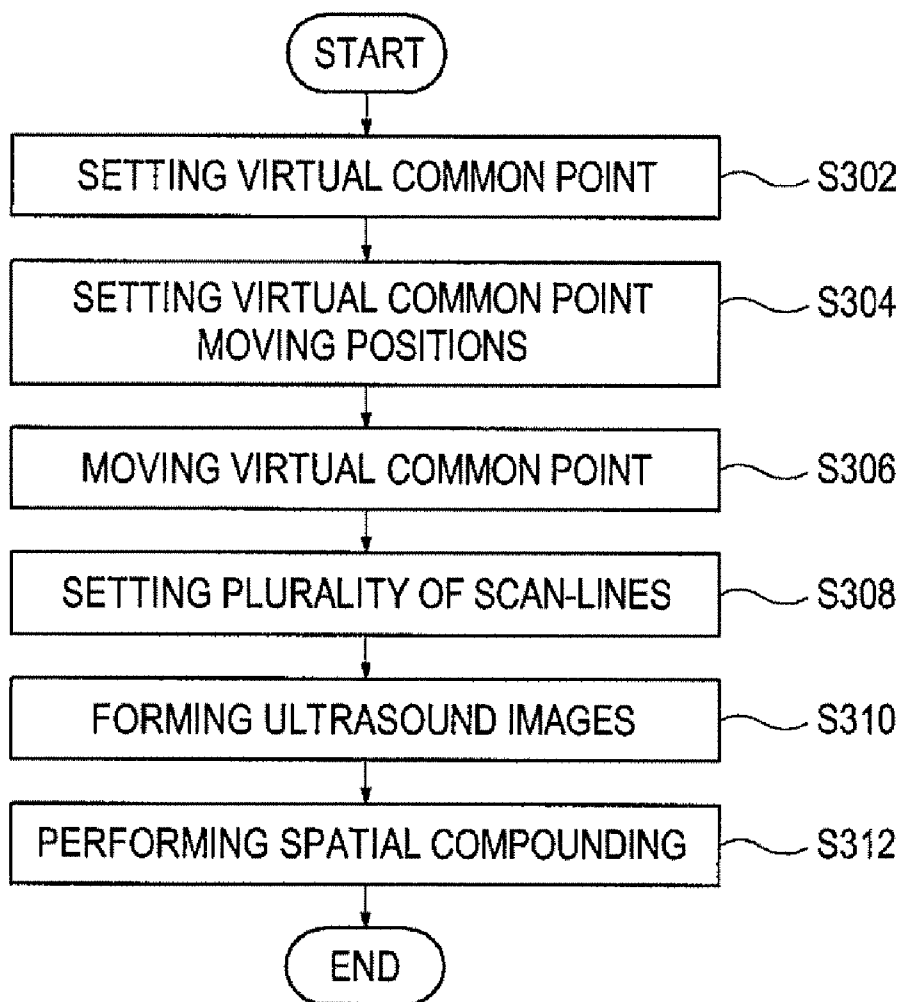 START
SETTING VIRTUAL COMMON POINT
S302
SETTING VIRTUAL COMMON POINT
MOVING POSITIONS
S304
MOVING VIRTUAL COMMON POINT
S306
SETTING PLURALITY OF SCAN-LINES
S308
FORMING ULTRASOUND IMAGES
S310
PERFORMING SPATIAL COMPOUNDING
S312
END